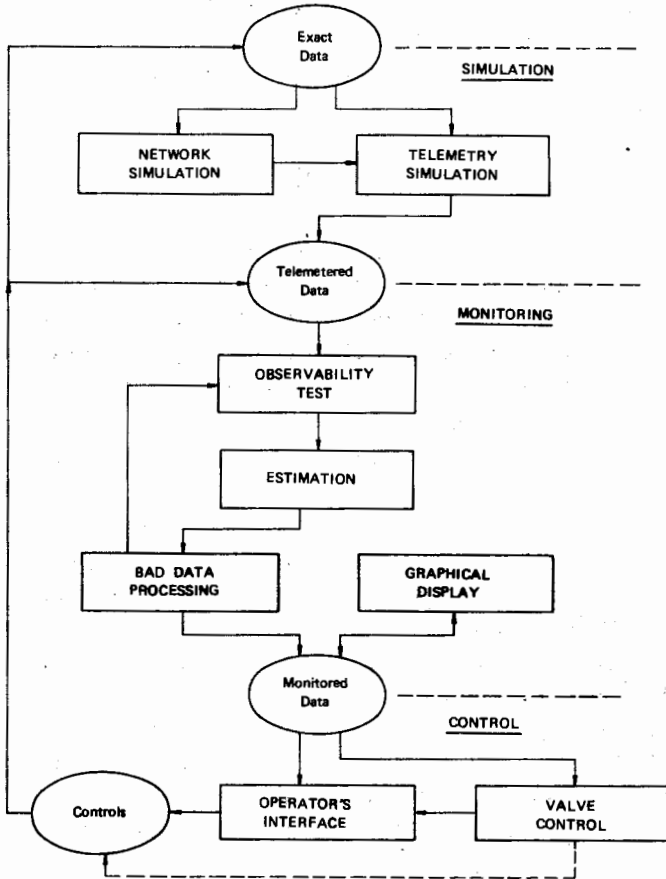 Exact
Data
SIMULATION
NETWORK
SIMULATION
TELEMETRY
SIMULATION
Telemetered
Data
MONITORING
OBSERVABILITY
TEST
ESTIMATION
BAD DATA
PROCESSING
GRAPHICAL
DISPLAY
Monitored
Data
CONTROL
Controls
OPERATOR'S
INTERFACE
VALVE
CONTROL